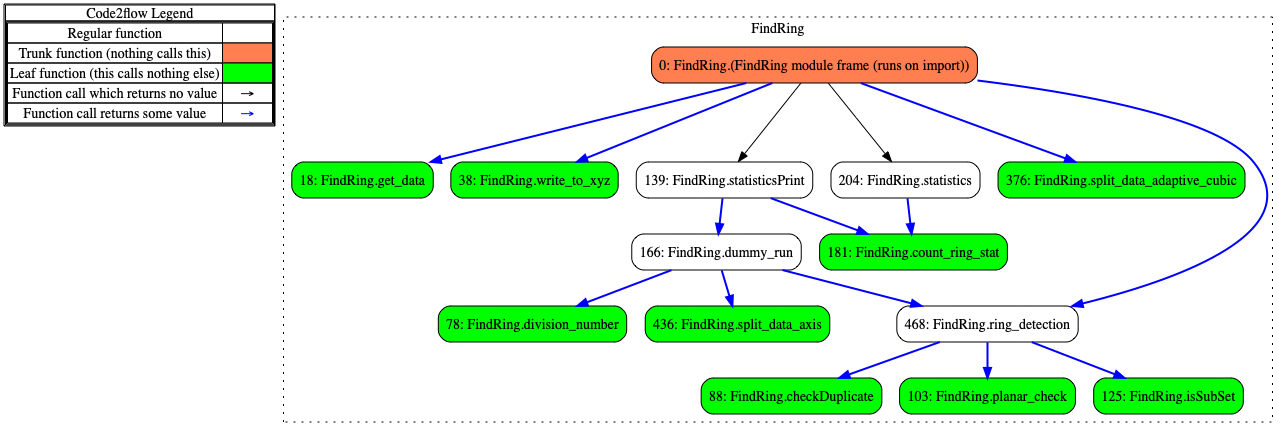 Code2flow Legend
Regular function
Trunk function (nothing calls this)
Leaf function (this calls nothing else)
Function call which returns no value →
Function call returns some value →
FindRing
0: FindRing.(FindRing module frame (runs on import))
18: FindRing.get_data
38: FindRing.write_to_xyz
139: FindRing.statisticsPrint
204: FindRing.statistics
376: FindRing.split_data_adaptive_cubic
166: FindRing.dummy_run
181: FindRing.count_ring_stat
78: FindRing.division_number
436: FindRing.split_data_axis
468: FindRing.ring_detection
88: FindRing.checkDuplicate
103: FindRing.planar_check
125: FindRing.isSubSet